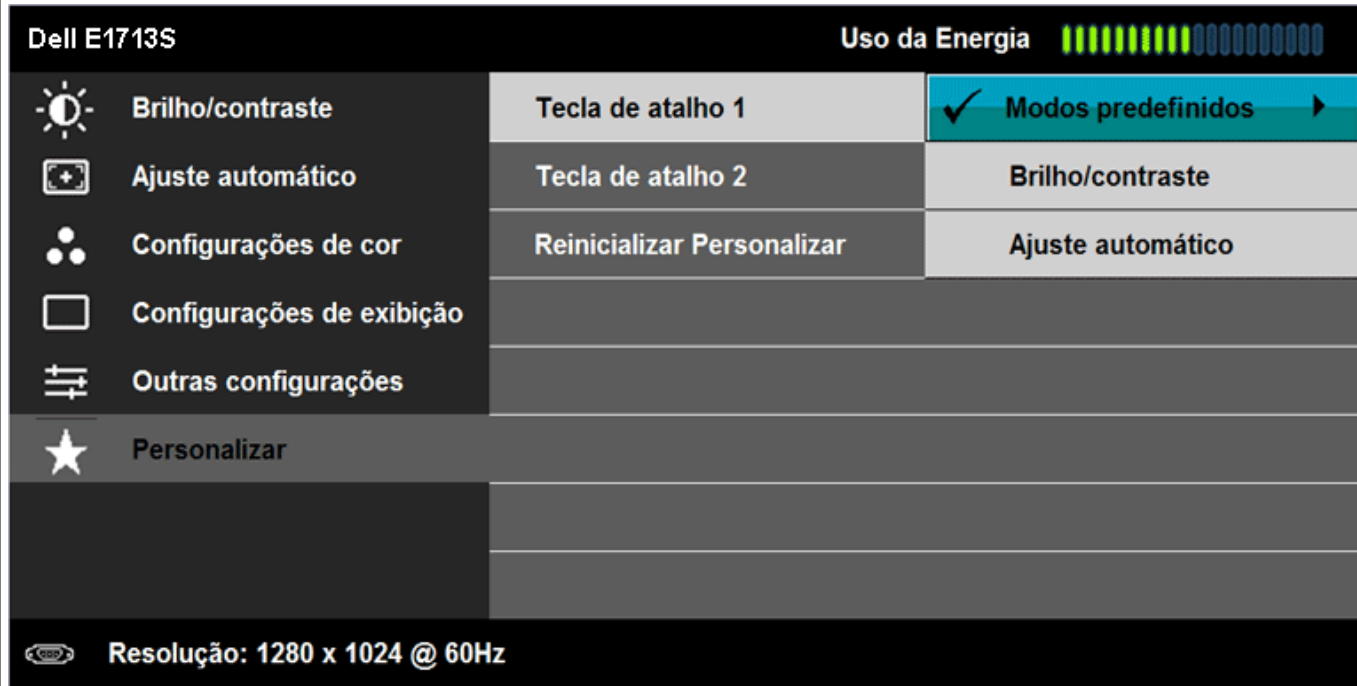 Dell E1713S Uso da Energia
Brilho/contraste Tecla de atalho 1 Modos predefinidos
Ajuste automático Tecla de atalho 2 Brilho/contraste
Configurações de cor Reinicializar Personalizar Ajuste automático
Configurações de exibição
Outras configurações
Personalizar
Resolução: 1280 x 1024 @ 60Hz